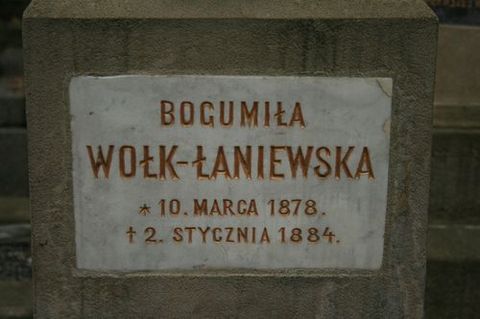 BOGUMIŁA
WOŁK-ŁANIEWSKA
* 10. MARCA 1878.
† 2. STYCZNIA 1884.